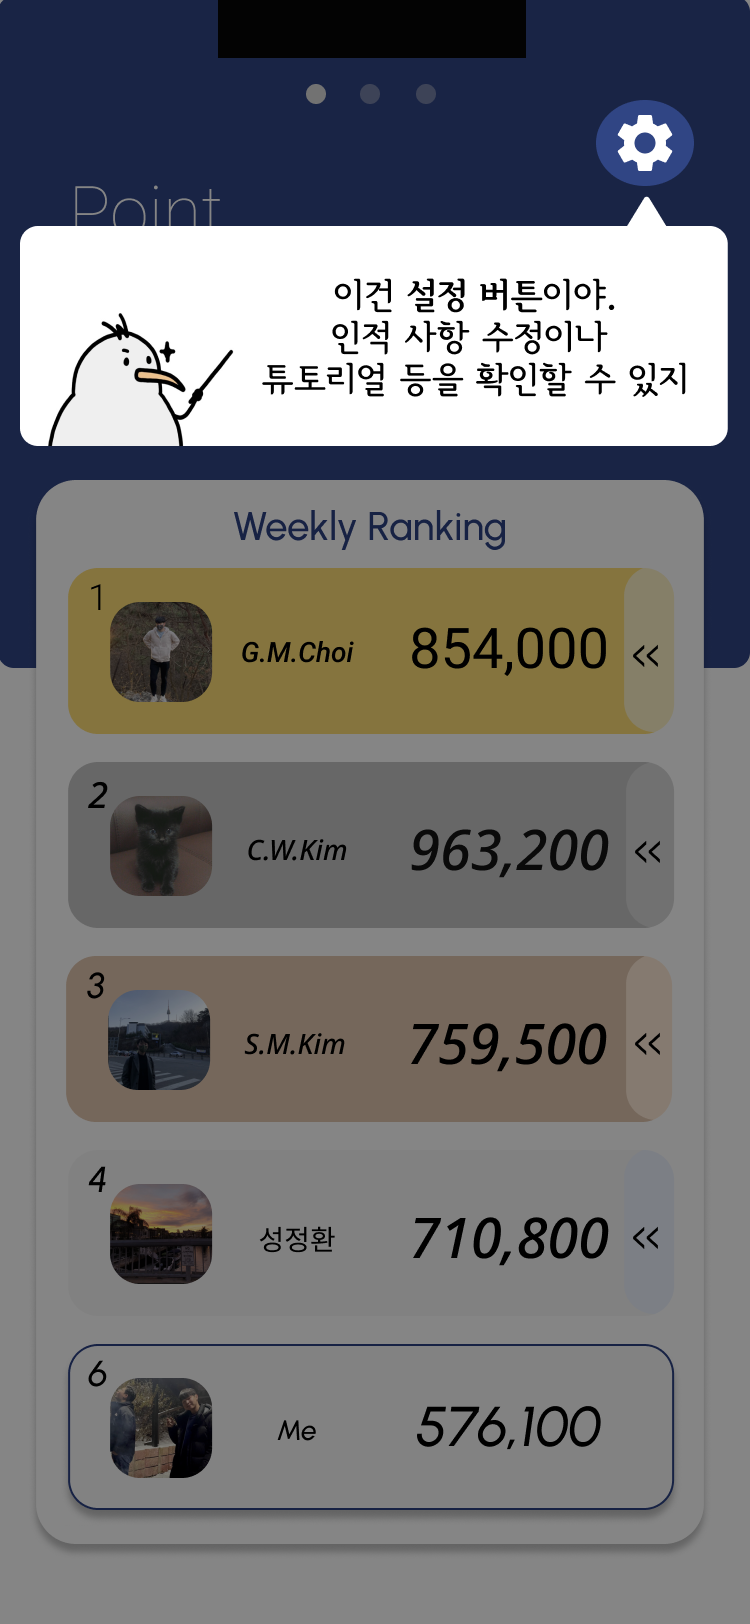 Point
이건 설정 버튼이야.
인적 사항 수정이나
튜토리얼 등을 확인할 수 있지
Weekly Ranking
1
G.M.Choi 854,000 «
2
C.W.Kim 963,200 «
3
S.M.Kim 759,500 «
4
성정환 710,800 «
6
Me 576,100